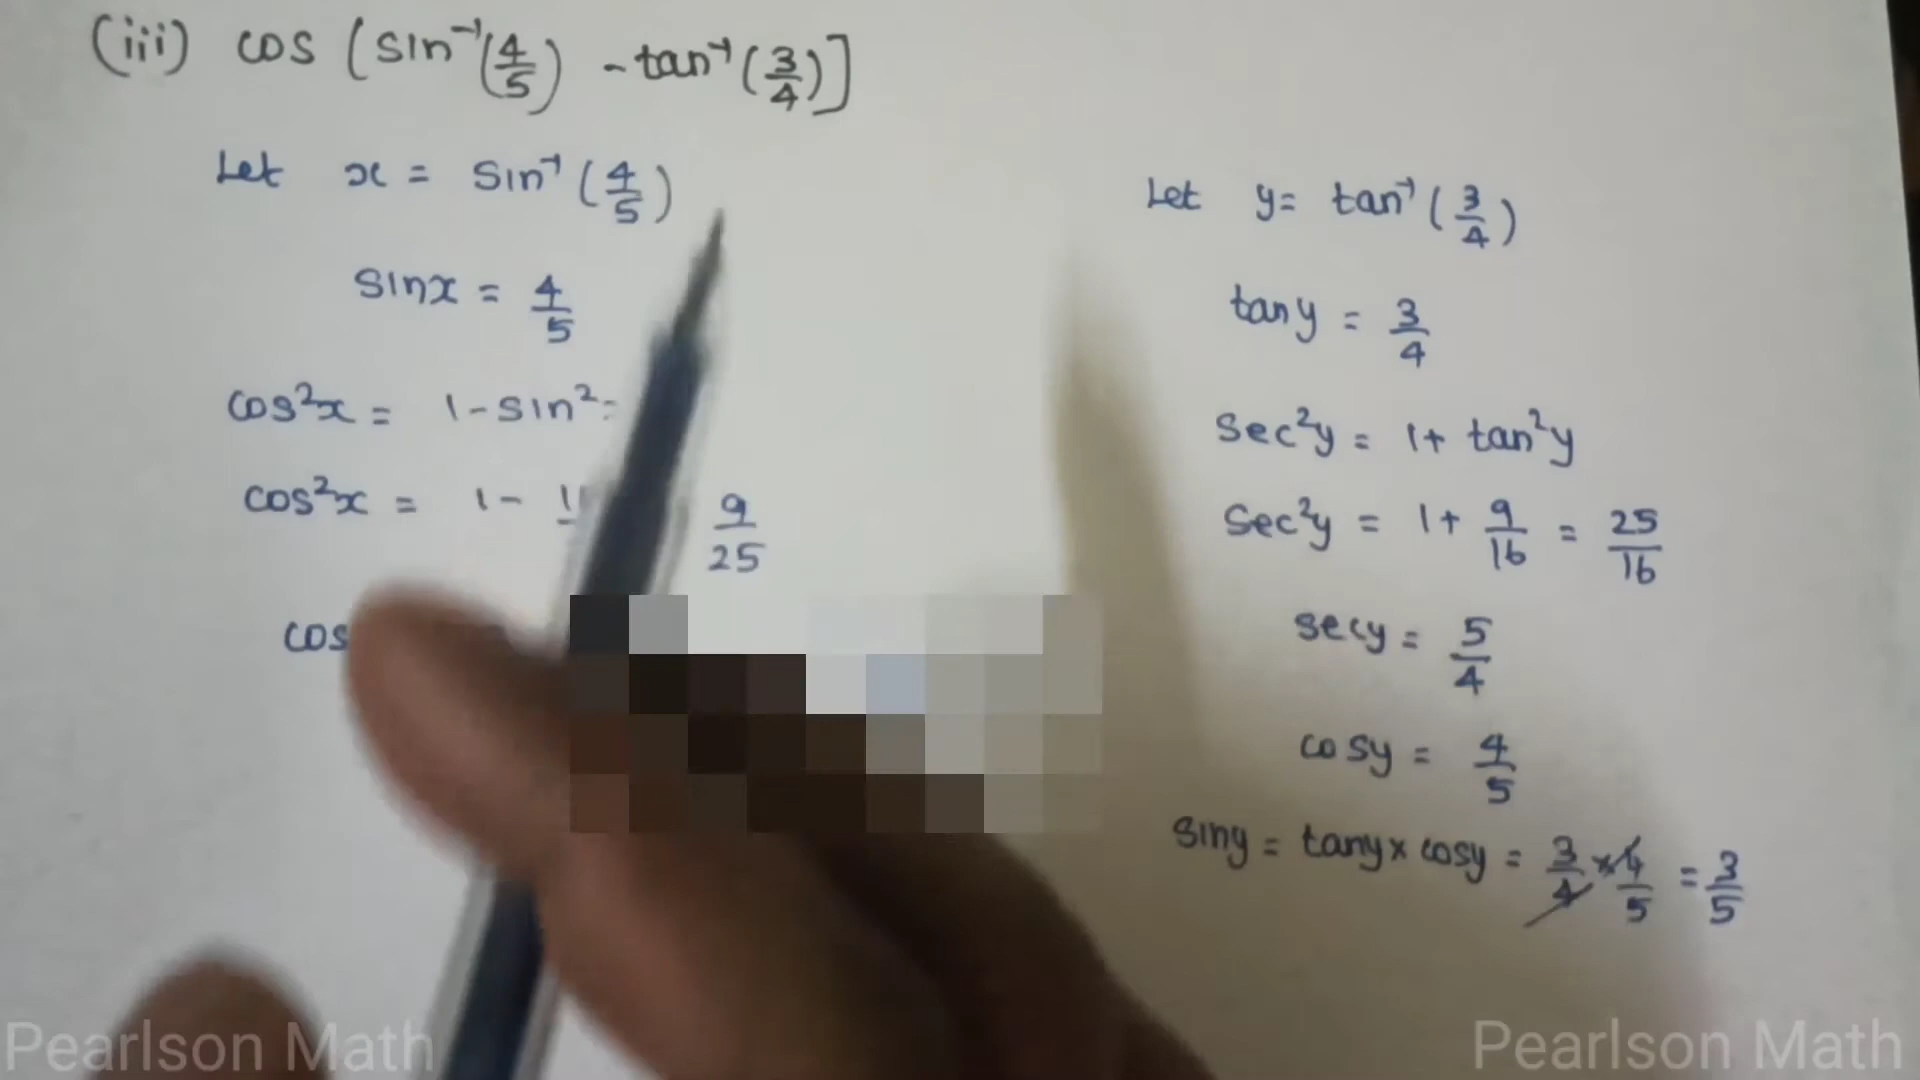 (iii) cos (sin⁻¹(4/5) - tan⁻¹(3/4)]
Let x = sin⁻¹(4/5)
sinx = 4/5
cos²x = 1 - sin²
cos²x = 1 - 9/25
cos
Let y = tan⁻¹(3/4)
tany = 3/4
sec²y = 1 + tan²y
sec²y = 1 + 9/16 = 25/16
secy = 5/4
cosy = 4/5
siny = tany x cosy = 3/4 x 4/5 = 3/5
Pearlson Math
Pearlson Math